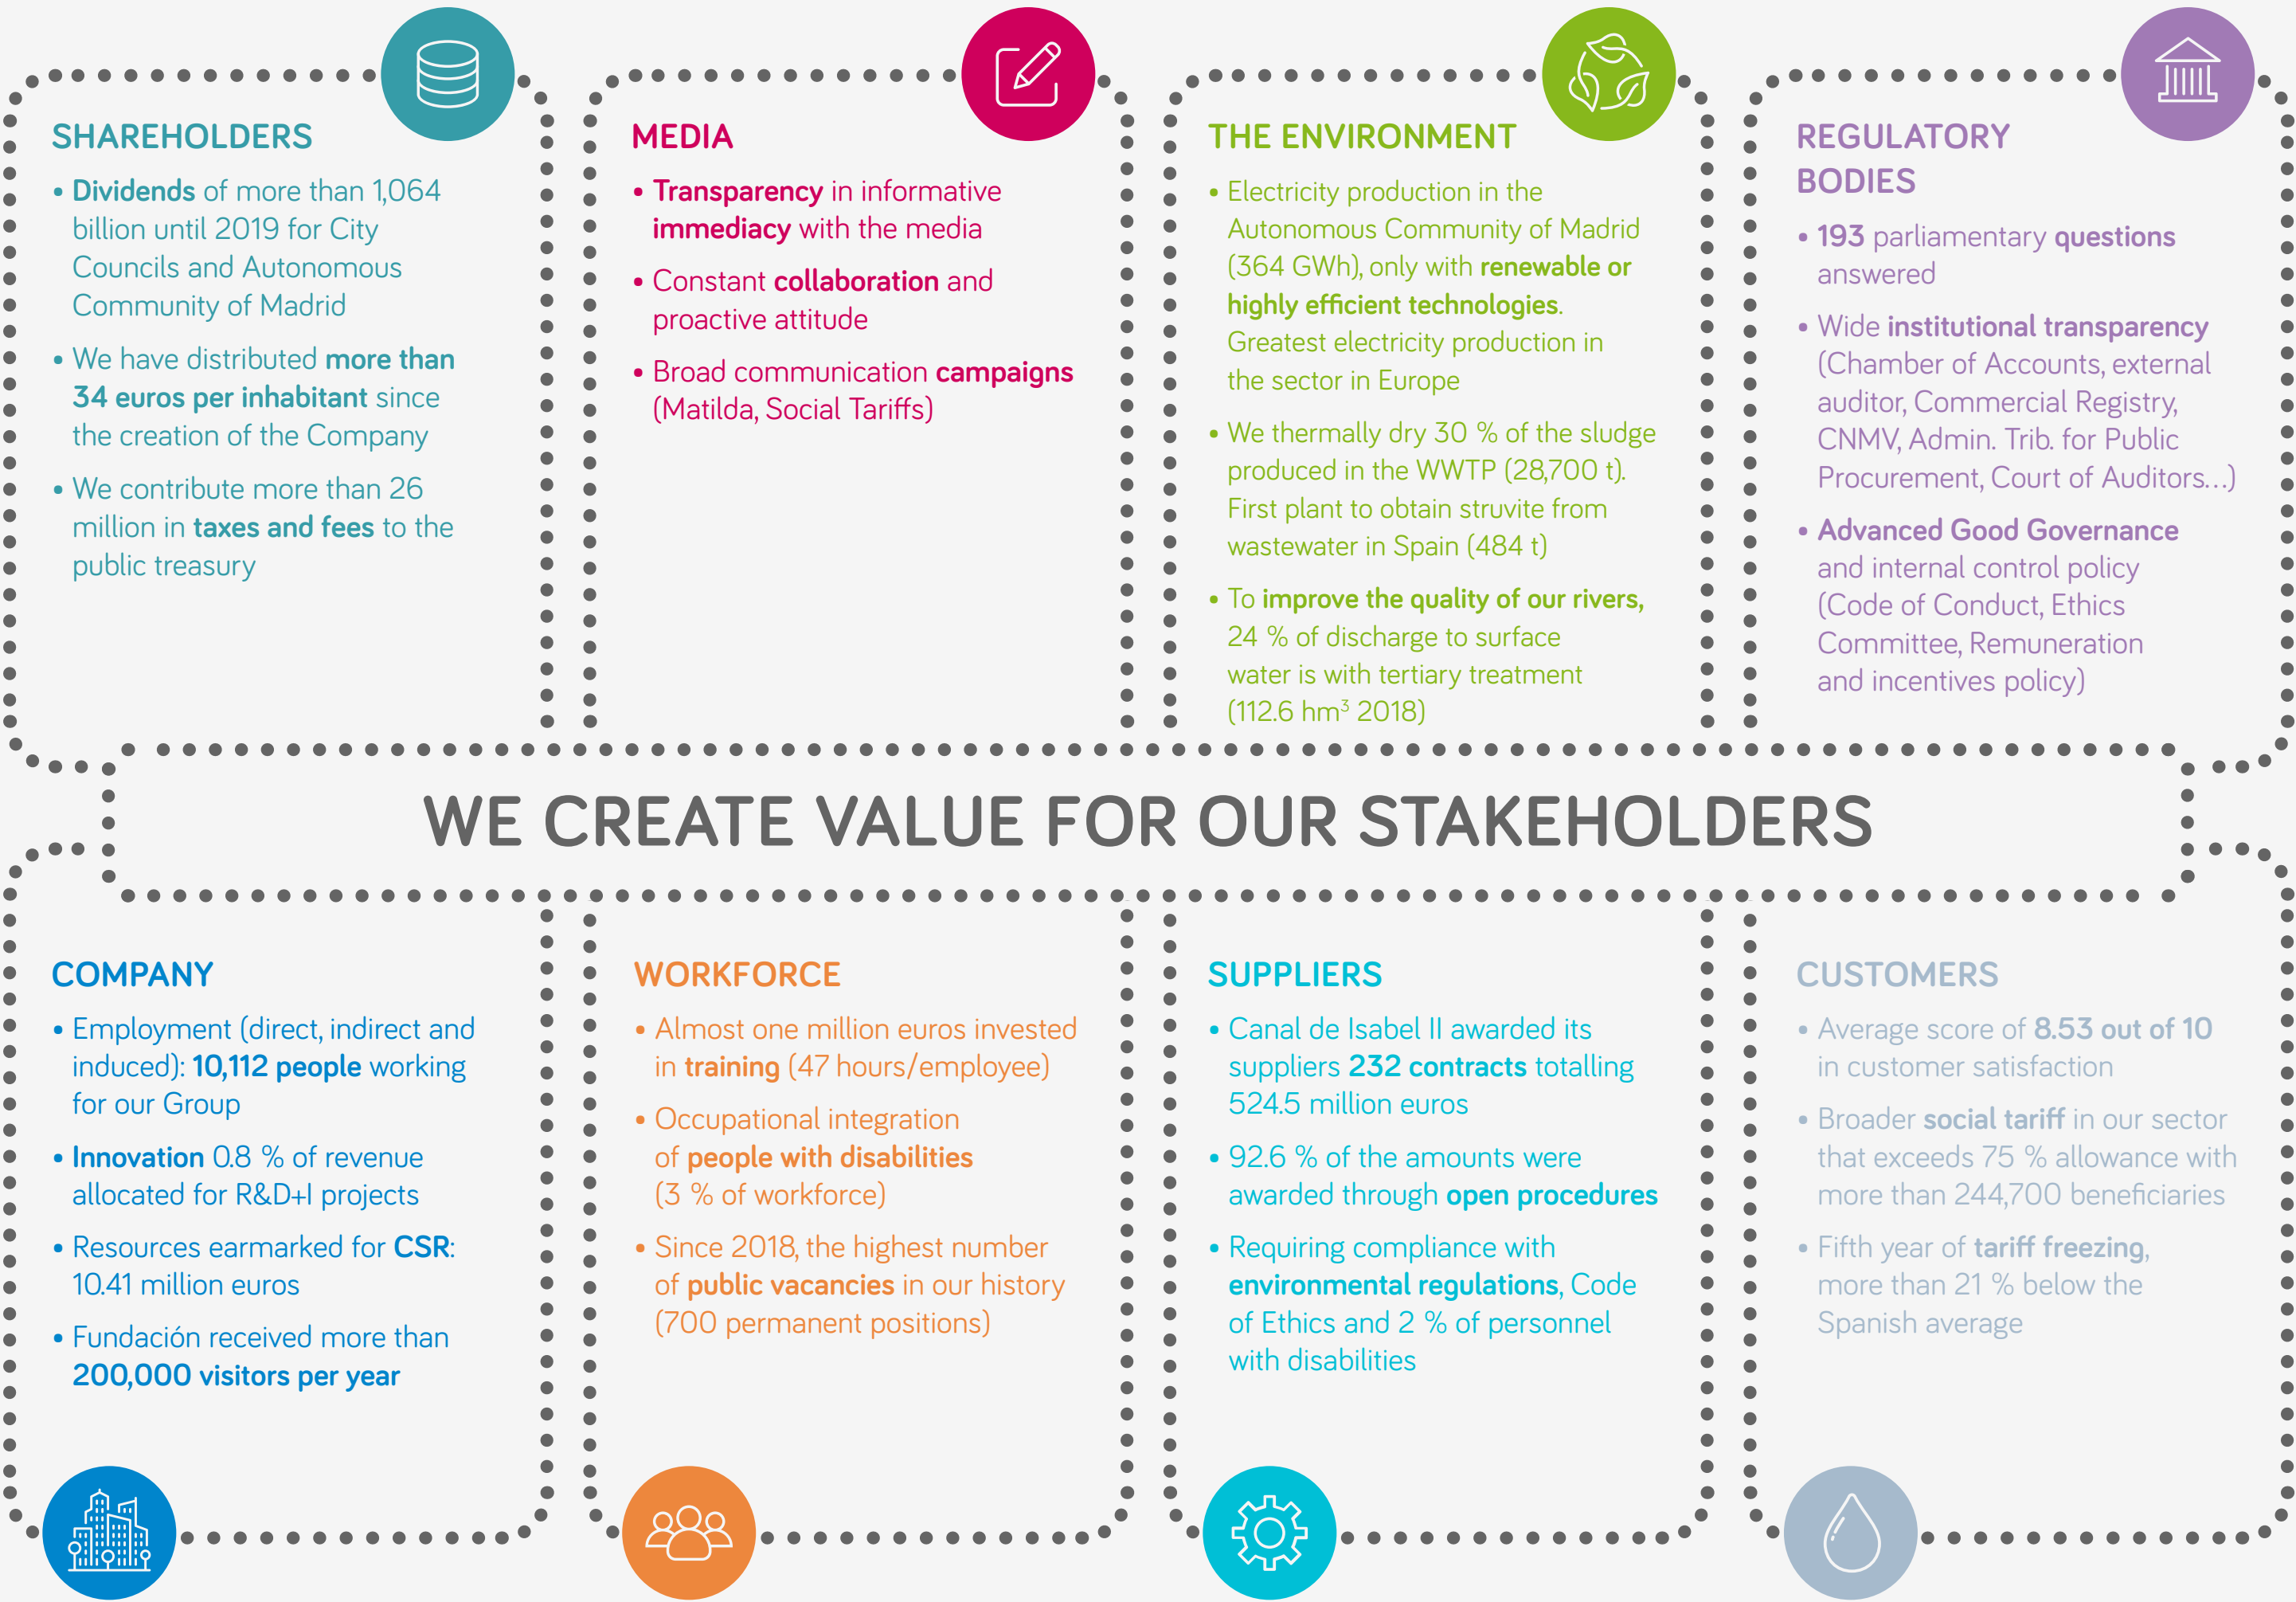 SHAREHOLDERS
• Dividends of more than 1,064
billion until 2019 for City
Councils and Autonomous
Community of Madrid
• We have distributed more than
34 euros per inhabitant since
the creation of the Company
• We contribute more than 26
million in taxes and fees to the
public treasury
MEDIA
• Transparency in informative
immediacy with the media
• Constant collaboration and
proactive attitude
• Broad communication campaigns
(Matilda, Social Tariffs)
THE ENVIRONMENT
• Electricity production in the
Autonomous Community of Madrid
(364 GWh), only with renewable or
highly efficient technologies.
Greatest electricity production in
the sector in Europe
• We thermally dry 30 % of the sludge
produced in the WWTP (28,700 t).
First plant to obtain struvite from
wastewater in Spain (484 t)
• To improve the quality of our rivers,
24 % of discharge to surface
water is with tertiary treatment
(112.6 hm³ 2018)
REGULATORY
BODIES
• 193 parliamentary questions
answered
• Wide institutional transparency
(Chamber of Accounts, external
auditor, Commercial Registry,
CNMV, Admin. Trib. for Public
Procurement, Court of Auditors...)
• Advanced Good Governance
and internal control policy
(Code of Conduct, Ethics
Committee, Remuneration
and incentives policy)
WE CREATE VALUE FOR OUR STAKEHOLDERS
COMPANY
• Employment (direct, indirect and
induced): 10,112 people working
for our Group
• Innovation 0.8 % of revenue
allocated for R&D+I projects
• Resources earmarked for CSR:
10.41 million euros
• Fundación received more than
200,000 visitors per year
WORKFORCE
• Almost one million euros invested
in training (47 hours/employee)
• Occupational integration
of people with disabilities
(3 % of workforce)
• Since 2018, the highest number
of public vacancies in our history
(700 permanent positions)
SUPPLIERS
• Canal de Isabel II awarded its
suppliers 232 contracts totalling
524.5 million euros
• 92.6 % of the amounts were
awarded through open procedures
• Requiring compliance with
environmental regulations, Code
of Ethics and 2 % of personnel
with disabilities
CUSTOMERS
• Average score of 8.53 out of 10
in customer satisfaction
• Broader social tariff in our sector
that exceeds 75 % allowance with
more than 244,700 beneficiaries
• Fifth year of tariff freezing,
more than 21 % below the
Spanish average